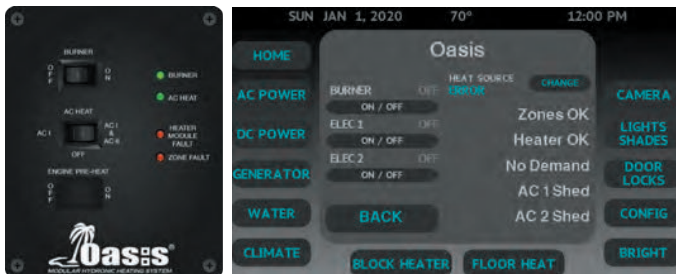 BURNER
OFF
ON
BURNER
AC HEAT
AC HEAT
AC I
AC I
&
AC II
OFF
HEATER
MODULE
FAULT
ZONE FAULT
ENGINE PRE-HEAT
OFF
ON
Oasis
MODULAR HYDRONIC HEATING SYSTEM
SUN JAN 1, 2020 70° 12:00 PM
HOME
AC POWER
DC POWER
GENERATOR
WATER
CLIMATE
Oasis
BURNER OFF
ON / OFF
ELEC 1 OFF
ON / OFF
ELEC 2 OFF
ON / OFF
BACK
HEAT SOURCE
ERROR
CHANGE
Zones OK
Heater OK
No Demand
AC 1 Shed
AC 2 Shed
BLOCK HEATER
FLOOR HEAT
CAMERA
LIGHTS
SHADES
DOOR
LOCKS
CONFIG
BRIGHT